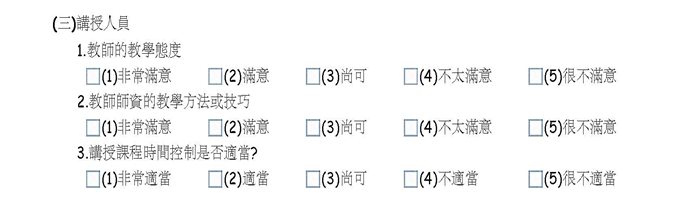 (三)講授人員
1.教師的教學態度
□(1)非常滿意 □(2)滿意 □(3)尚可 □(4)不太滿意 □(5)很不滿意
2.教師師資的教學方法或技巧
□(1)非常滿意 □(2)滿意 □(3)尚可 □(4)不太滿意 □(5)很不滿意
3.講授課程時間控制是否適當?
□(1)非常適當 □(2)適當 □(3)尚可 □(4)不適當 □(5)很不適當